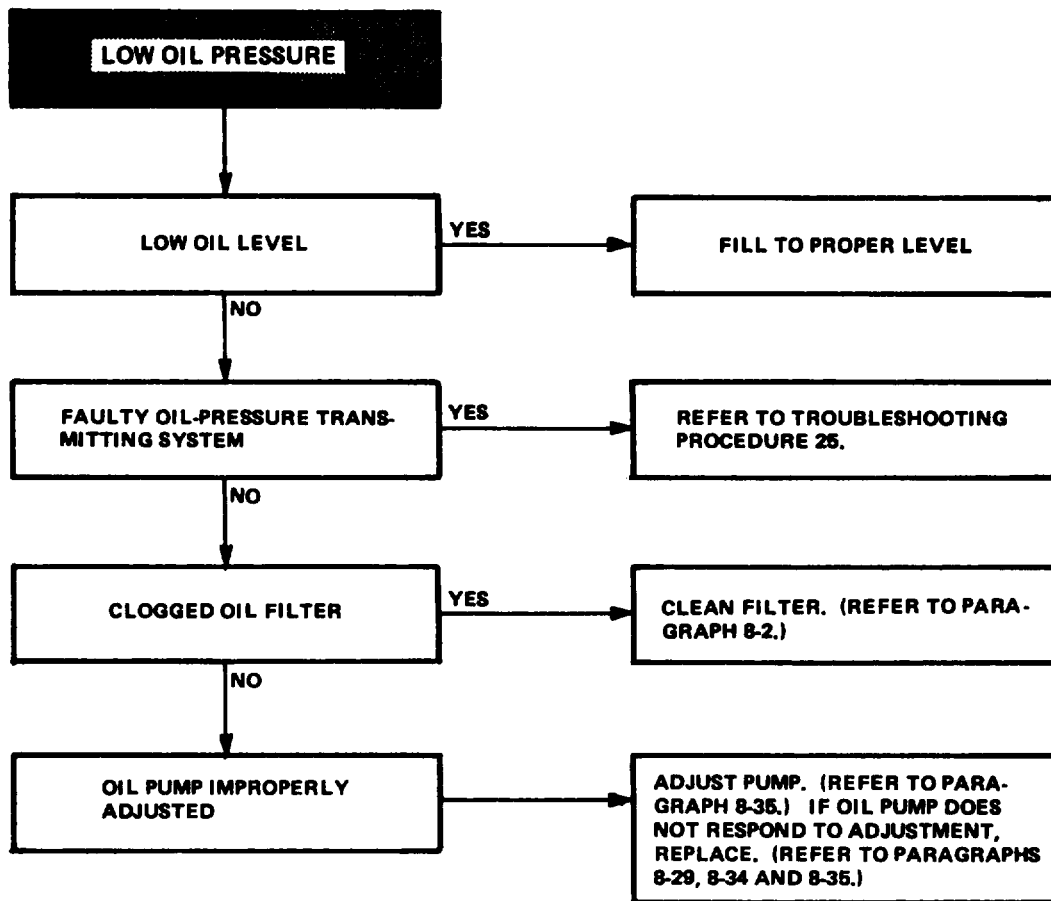 LOW OIL PRESSURE
LOW OIL LEVEL
YES
FILL TO PROPER LEVEL
NO
FAULTY OIL-PRESSURE TRANS-
MITTING SYSTEM
YES
REFER TO TROUBLESHOOTING
PROCEDURE 25.
NO
CLOGGED OIL FILTER
YES
CLEAN FILTER. (REFER TO PARA-
GRAPH 8-2.)
NO
OIL PUMP IMPROPERLY
ADJUSTED
ADJUST PUMP. (REFER TO PARA-
GRAPH 8-35.) IF OIL PUMP DOES
NOT RESPOND TO ADJUSTMENT,
REPLACE. (REFER TO PARAGRAPHS
8-29, 8-34 AND 8-35.)